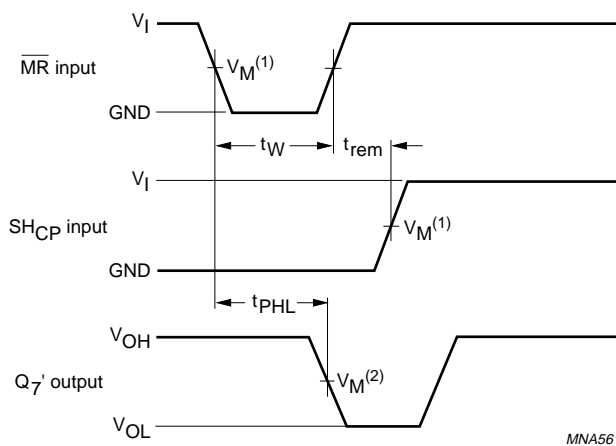 V_I
M̅R̅ input
V_M^(1)
GND
t_W
t_rem
V_I
SH_CP input
V_M^(1)
GND
t_PHL
V_OH
Q_7' output
V_M^(2)
V_OL
MNA56